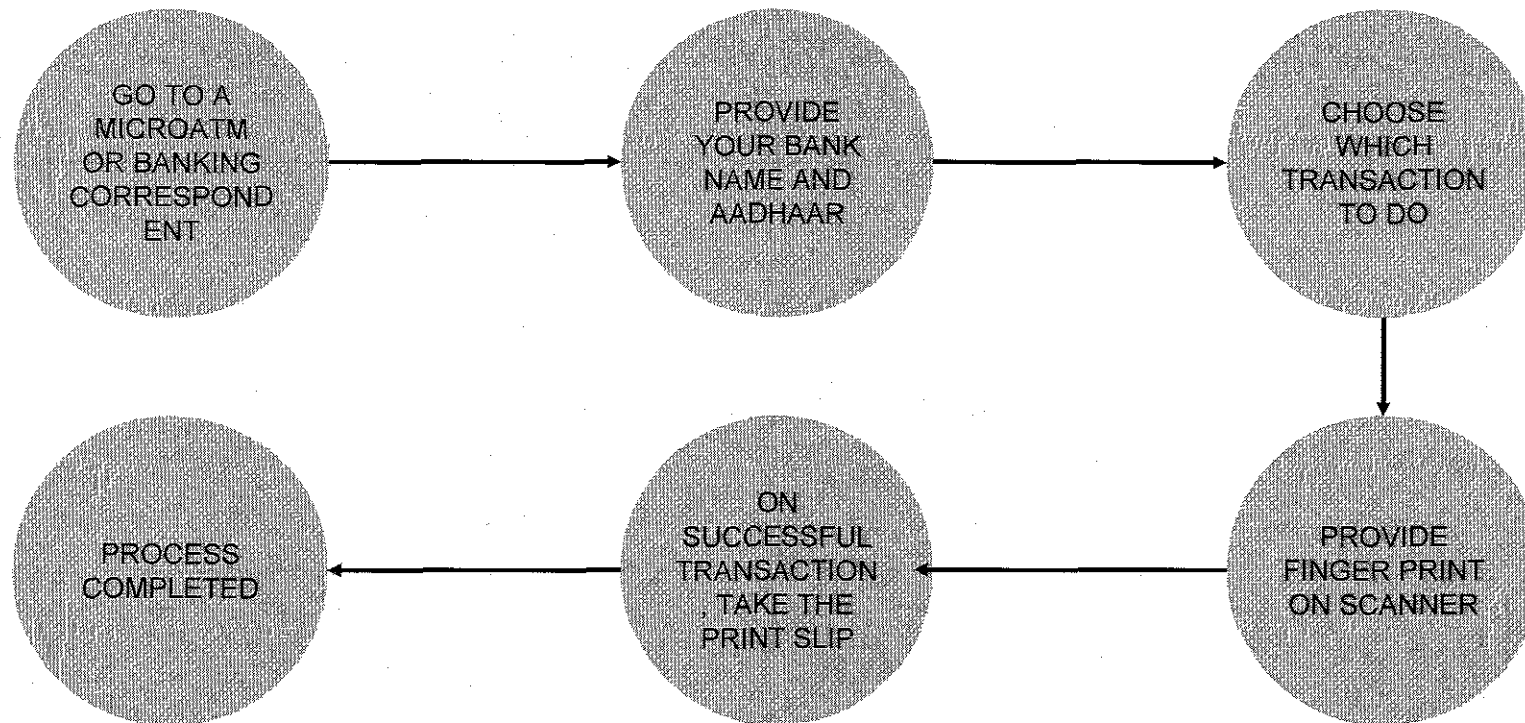 GO TO A
MICROATM
OR BANKING
CORRESPOND
ENT
PROVIDE
YOUR BANK
NAME AND
AADHAAR
CHOOSE
WHICH
TRANSACTION
TO DO
PROVIDE
FINGER PRINT
ON SCANNER
ON
SUCCESSFUL
TRANSACTION
, TAKE THE
PRINT SLIP
PROCESS
COMPLETED